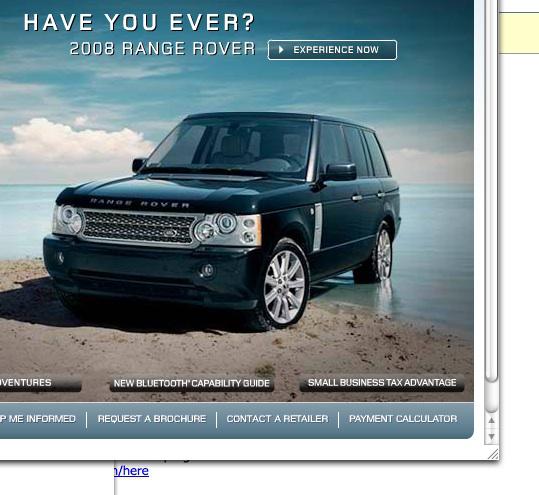 HAVE YOU EVER?
2008 RANGE ROVER
EXPERIENCE NOW
RANGE ROVER
NEW BLUETOOTH® CAPABILITY GUIDE
SMALL BUSINESS TAX ADVANTAGE
ME INFORMED
REQUEST A BROCHURE
CONTACT A RETAILER
PAYMENT CALCULATOR
/here